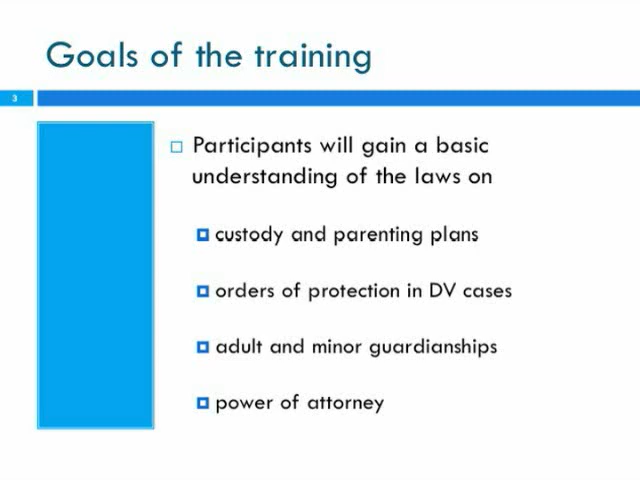 Goals of the training
3
Participants will gain a basic
understanding of the laws on
custody and parenting plans
orders of protection in DV cases
adult and minor guardianships
power of attorney